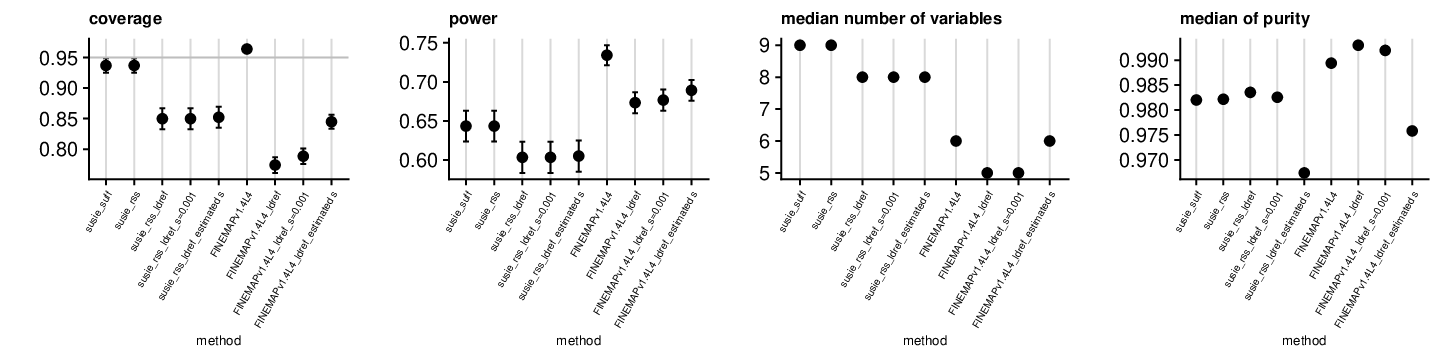 coverage
0.95
0.90
0.85
0.80
susie_suff
susie_rss
susie_rss_ldref
susie_rss_ldref_s=0.001
susie_rss_ldref_estimated s
FINEMAPv1.4L4
FINEMAPv1.4L4_ldref
FINEMAPv1.4L4_ldref_s=0.001
FINEMAPv1.4L4_ldref_estimated s
method
power
0.75
0.70
0.65
0.60
susie_suff
susie_rss
susie_rss_ldref
susie_rss_ldref_s=0.001
susie_rss_ldref_estimated s
FINEMAPv1.4L4
FINEMAPv1.4L4_ldref
FINEMAPv1.4L4_ldref_s=0.001
FINEMAPv1.4L4_ldref_estimated s
method
median number of variables
9
8
7
6
5
susie_suff
susie_rss
susie_rss_ldref
susie_rss_ldref_s=0.001
susie_rss_ldref_estimated s
FINEMAPv1.4L4
FINEMAPv1.4L4_ldref
FINEMAPv1.4L4_ldref_s=0.001
FINEMAPv1.4L4_ldref_estimated s
method
median of purity
0.990
0.985
0.980
0.975
0.970
susie_suff
susie_rss
susie_rss_ldref
susie_rss_ldref_s=0.001
susie_rss_ldref_estimated s
FINEMAPv1.4L4
FINEMAPv1.4L4_ldref
FINEMAPv1.4L4_ldref_s=0.001
FINEMAPv1.4L4_ldref_estimated s
method